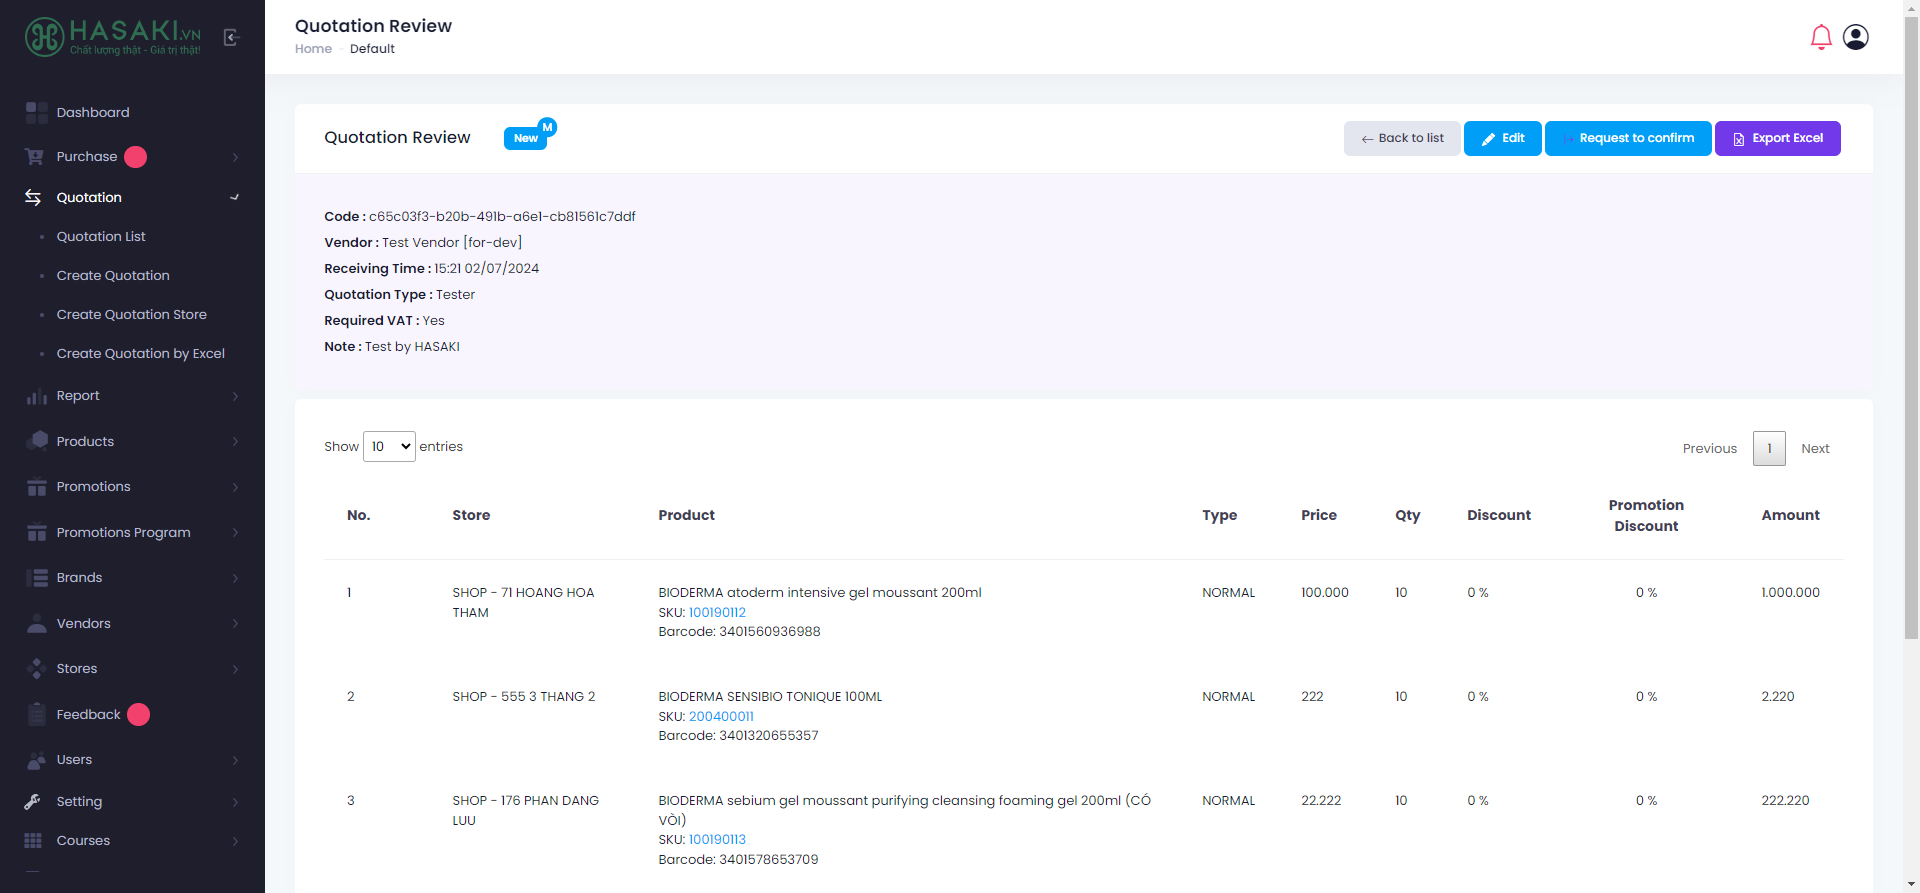 HASAKI.VN
Chất lượng thật - Giá trị thật!
Dashboard
Purchase
Quotation
Quotation List
Create Quotation
Create Quotation Store
Create Quotation by Excel
Report
Products
Promotions
Promotions Program
Brands
Vendors
Stores
Feedback
Users
Setting
Courses
Quotation Review
Home - Default
Quotation Review New M
← Back to list Edit Request to confirm Export Excel
Code : c65c03f3-b20b-491b-a6e1-cb81561c7ddf
Vendor : Test Vendor [for-dev]
Receiving Time : 15:21 02/07/2024
Quotation Type : Tester
Required VAT : Yes
Note : Test by HASAKI
Show 10 entries
Previous 1 Next
No. Store Product Type Price Qty Discount Promotion Discount Amount
1 SHOP - 71 HOANG HOA THAM BIODERMA atoderm intensive gel moussant 200ml NORMAL 100.000 10 0 % 0 % 1.000.000
SKU: 100190112
Barcode: 3401560936988
2 SHOP - 555 3 THANG 2 BIODERMA SENSIBIO TONIQUE 100ML NORMAL 222 10 0 % 0 % 2.220
SKU: 200400011
Barcode: 3401320655357
3 SHOP - 176 PHAN DANG LUU BIODERMA sebium gel moussant purifying cleansing foaming gel 200ml (CÓ VÒI) NORMAL 22.222 10 0 % 0 % 222.220
SKU: 100190113
Barcode: 3401578653709